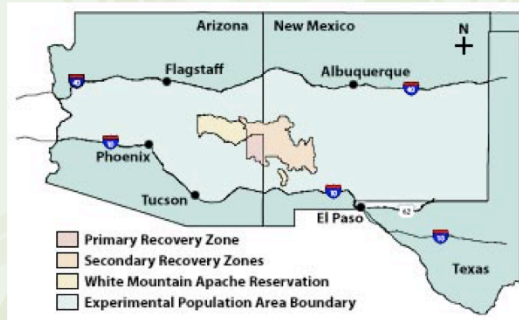 Arizona New Mexico
N
Flagstaff
Albuquerque
40
40
10
Phoenix
Tucson
10
El Paso
62
10
Texas
Primary Recovery Zone
Secondary Recovery Zones
White Mountain Apache Reservation
Experimental Population Area Boundary